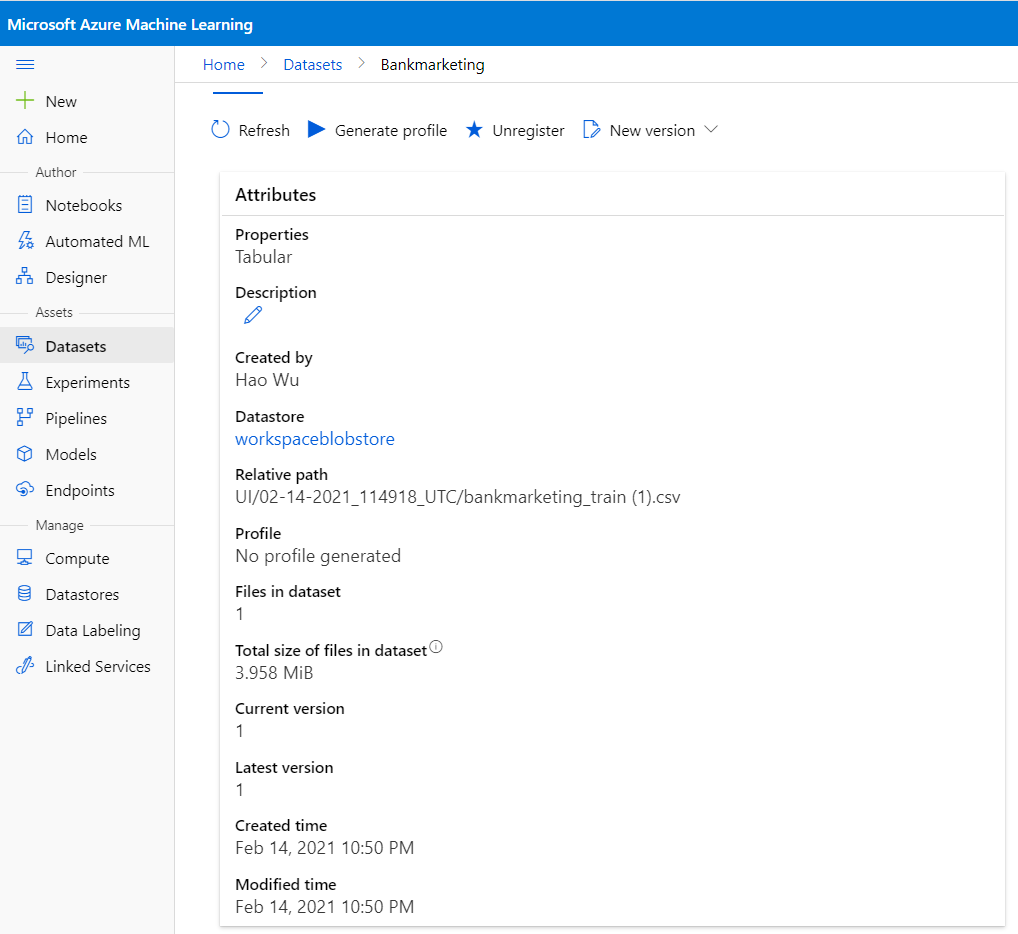 Microsoft Azure Machine Learning
Home > Datasets > Bankmarketing
New
Home
Author
Notebooks
Automated ML
Designer
Assets
Datasets
Experiments
Pipelines
Models
Endpoints
Manage
Compute
Datastores
Data Labeling
Linked Services
Refresh Generate profile Unregister New version
Attributes
Properties
Tabular
Description
Created by
Hao Wu
Datastore
workspaceblobstore
Relative path
UI/02-14-2021_114918_UTC/bankmarketing_train (1).csv
Profile
No profile generated
Files in dataset
1
Total size of files in dataset
3.958 MiB
Current version
1
Latest version
1
Created time
Feb 14, 2021 10:50 PM
Modified time
Feb 14, 2021 10:50 PM